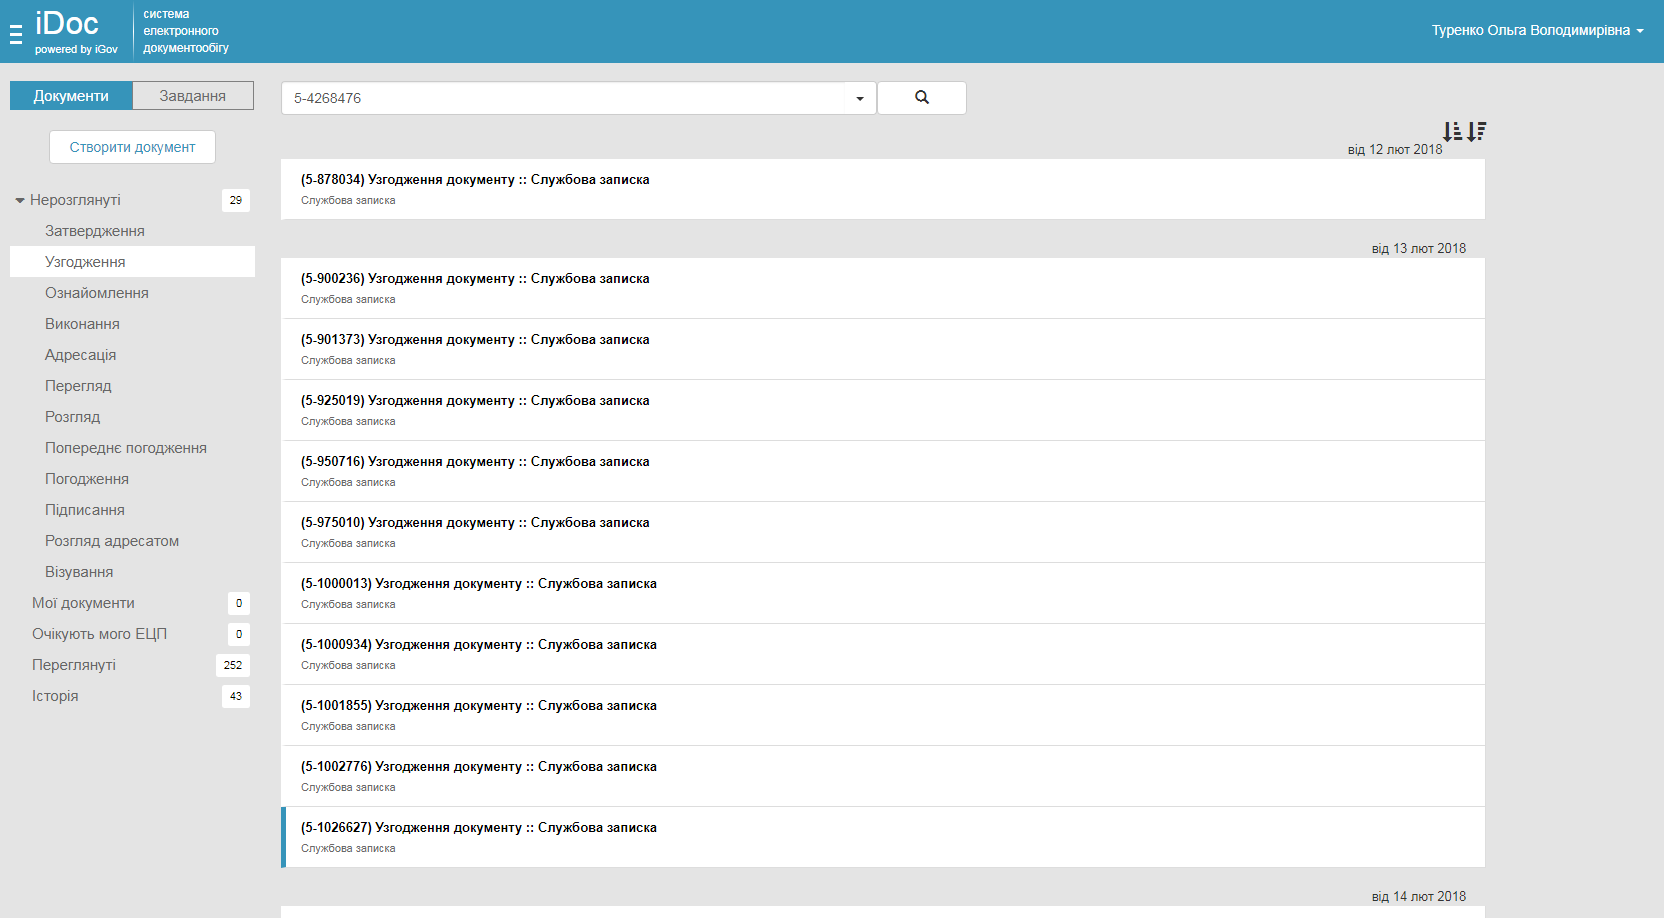 iDoc
powered by iGov
система
електронного
документообігу
Туренко Ольга Володимирівна
Документи
Завдання
5-4268476
Створити документ
від 12 лют 2018
(5-878034) Узгодження документу :: Службова записка
Службова записка
від 13 лют 2018
(5-900236) Узгодження документу :: Службова записка
Службова записка
(5-901373) Узгодження документу :: Службова записка
Службова записка
(5-925019) Узгодження документу :: Службова записка
Службова записка
(5-950716) Узгодження документу :: Службова записка
Службова записка
(5-975010) Узгодження документу :: Службова записка
Службова записка
(5-1000013) Узгодження документу :: Службова записка
Службова записка
(5-1000934) Узгодження документу :: Службова записка
Службова записка
(5-1001855) Узгодження документу :: Службова записка
Службова записка
(5-1002776) Узгодження документу :: Службова записка
Службова записка
(5-1026627) Узгодження документу :: Службова записка
Службова записка
від 14 лют 2018
Нерозглянуті 29
Затвердження
Узгодження
Ознайомлення
Виконання
Адресація
Перегляд
Розгляд
Попереднє погодження
Погодження
Підписання
Розгляд адресатом
Візування
Мої документи 0
Очікують мого ЕЦП 0
Переглянуті 252
Історія 43